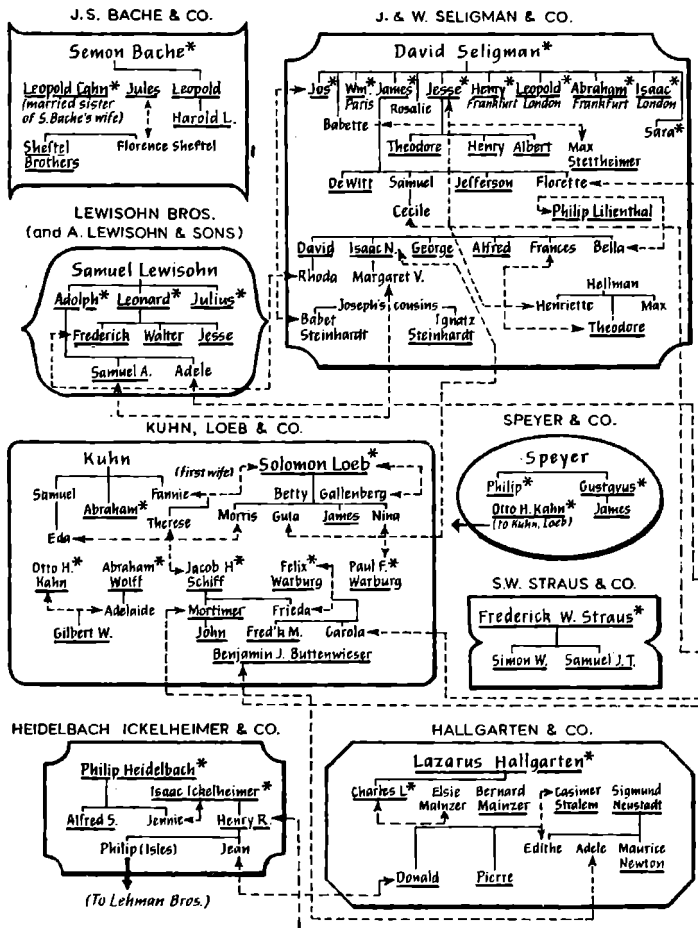 J.S. BACHE & CO.
Semon Bache*
Leopold Cahn* Jules Leopold
(married sister
of S. Bache's wife)
Harold L.
Sheftel
Brothers
Florence Sheftel
J. & W. SELIGMAN & CO.
David Seligman*
Jos* Wm.* James* Jesse* Henry* Leopold* Abraham* Isaac*
Paris Frankfurt London Frankfurt London
Rosalie
Babette
Sara*
Theodore Henry Albert Max
Stettheimer
DeWitt Samuel Jefferson Florette
Cecile Philip Lilienthal
David Isaac N. George Alfred Frances Bella
Rhoda Margaret V.
Hellman
Henriette Max
Theodore
Joseph's cousins
Babet
Steinhardt
Ignatz
Steinhardt
LEWISOHN BROS.
(and A. LEWISOHN & SONS)
Samuel Lewisohn
Adolph* Leonard* Julius*
Frederick Walter Jesse
Samuel A. Adele
KUHN, LOEB & CO.
Kuhn
(first wife) Solomon Loeb*
Samuel Abraham* Fannie Betty Gallenberg
Therese Morris Guta James Nina
Eda
Otto H.*
Kahn
Abraham*
Wolff
Jacob H*
Schiff
Felix*
Warburg
Paul F.*
Warburg
Adelaide Mortimer Frieda
Gilbert W. John Fred'k M. Carola
Benjamin J. Buttenwieser
SPEYER & CO.
Speyer
Philip* Gustavus*
Otto H. Kahn* James
(to Kuhn, Loeb)
S.W. STRAUS & CO.
Frederick W. Straus*
Simon W. Samuel J.T.
HEIDELBACH ICKELHEIMER & CO.
Philip Heidelbach*
Isaac Ickelheimer*
Alfred S. Jennie Henry R.
Philip (Isles) Jean
(To Lehman Bros.)
HALLGARTEN & CO.
Lazarus Hallgarten*
Charles L* Elsie
Mainzer
Bernard
Mainzer
Casimer
Stralem
Sigmund
Neustadt
Edithe Adele Maurice
Newton
Donald Pierre